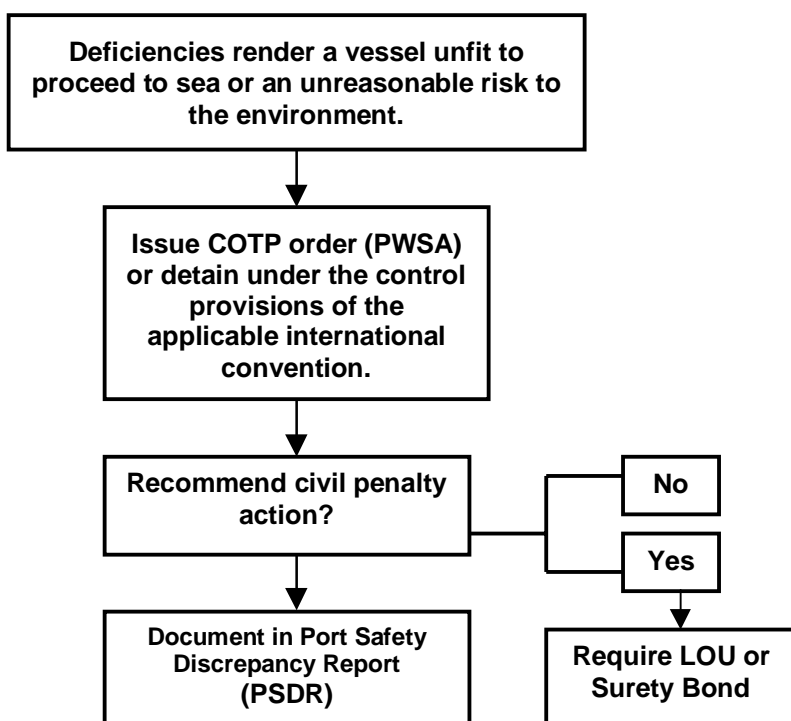 Deficiencies render a vessel unfit to
proceed to sea or an unreasonable risk to
the environment.
Issue COTP order (PWSA)
or detain under the control
provisions of the
applicable international
convention.
Recommend civil penalty
action?
No
Yes
Document in Port Safety
Discrepancy Report
(PSDR)
Require LOU or
Surety Bond